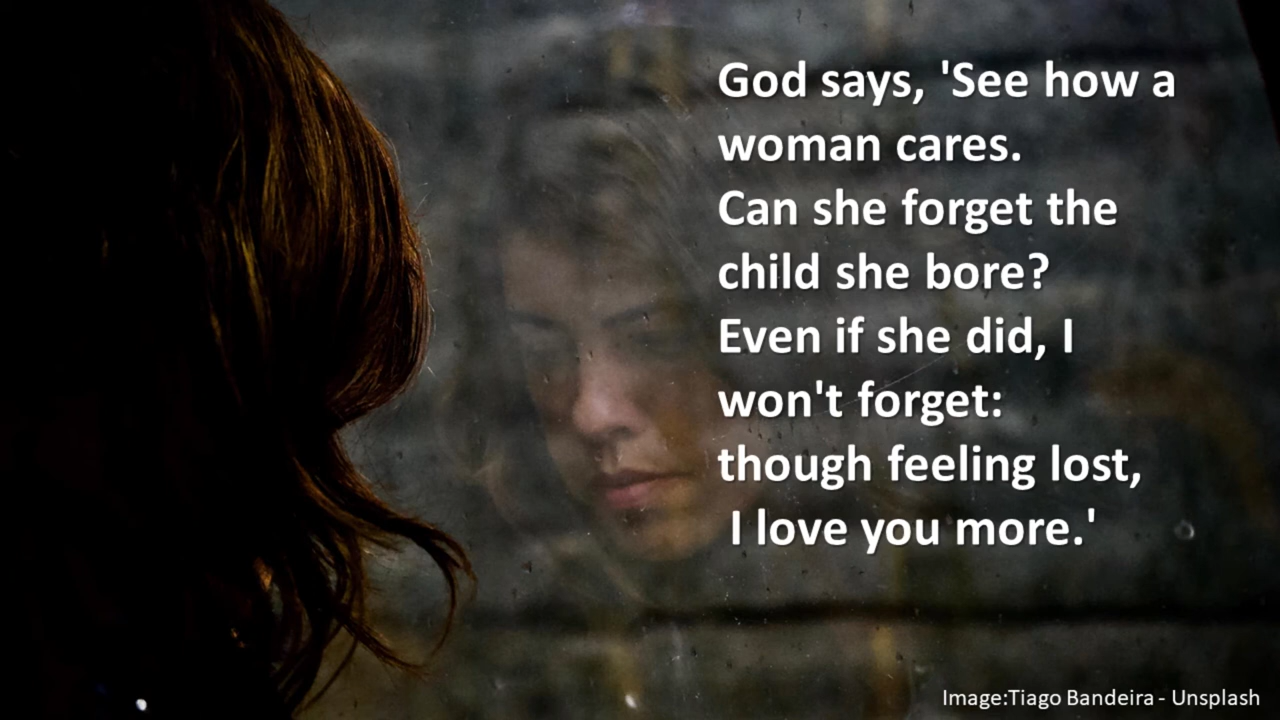 God says, 'See how a
woman cares.
Can she forget the
child she bore?
Even if she did, I
won't forget:
though feeling lost,
I love you more.'
Image:Tiago Bandeira - Unsplash